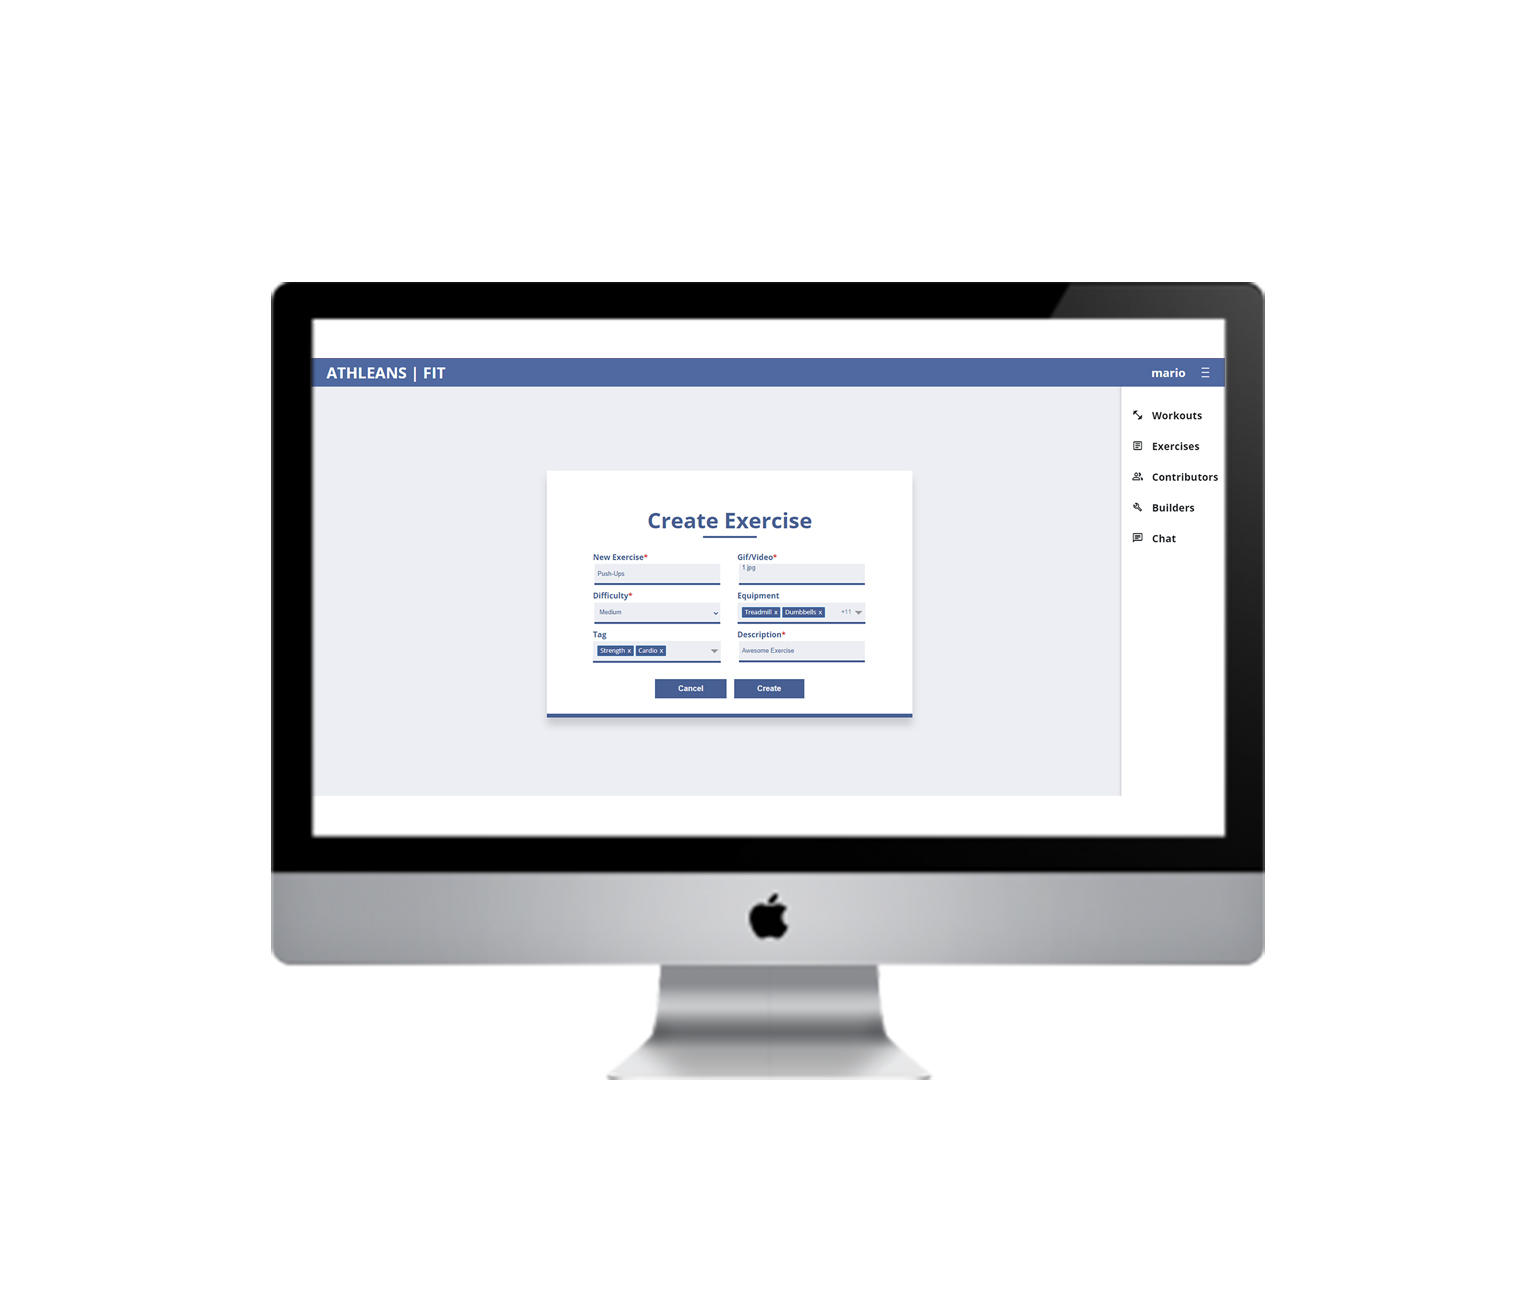 ATHLEANS | FIT
mario
Workouts
Exercises
Contributors
Builders
Chat
Create Exercise
New Exercise*
Gif/Video*
Push-Ups
1.jpg
Difficulty*
Equipment
Medium
Treadmill x Dumbbells x +11
Tag
Description*
Strength x Cardio x
Awesome Exercise
Cancel
Create